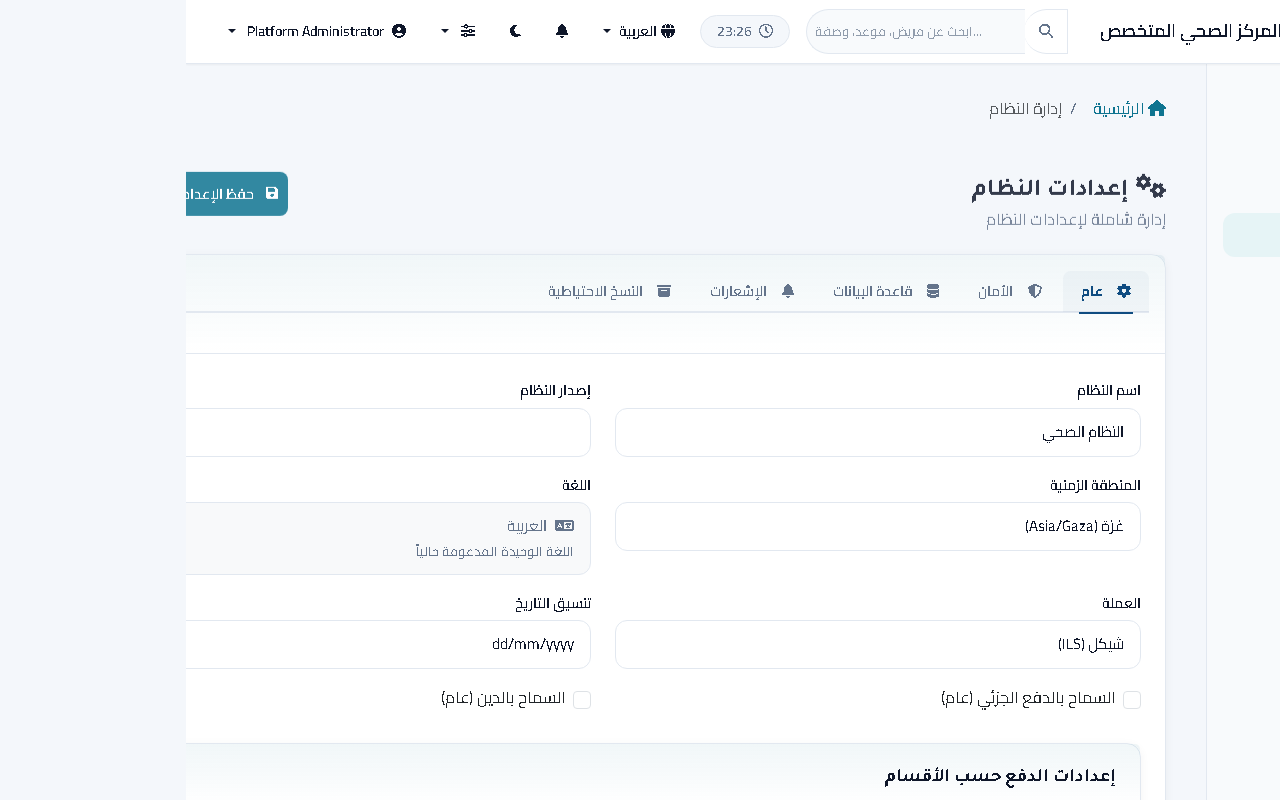 المركز الصحي المتخصص
ابحث عن مريض، موعد، وصفة...
23:26
العربية
Platform Administrator
الرئيسية / إدارة النظام
إعدادات النظام
إدارة شاملة لإعدادات النظام
حفظ الإعداد
عام
الأمان
قاعدة البيانات
الإشعارات
النسخ الاحتياطية
اسم النظام
النظام الصحي
إصدار النظام
المنطقة الزمنية
غزة (Asia/Gaza)
اللغة
العربية
اللغة الوحيدة المدعومة حالياً
العملة
شيكل (ILS)
تنسيق التاريخ
dd/mm/yyyy
السماح بالدفع الجزئي (عام)
السماح بالدين (عام)
إعدادات الدفع حسب الأقسام